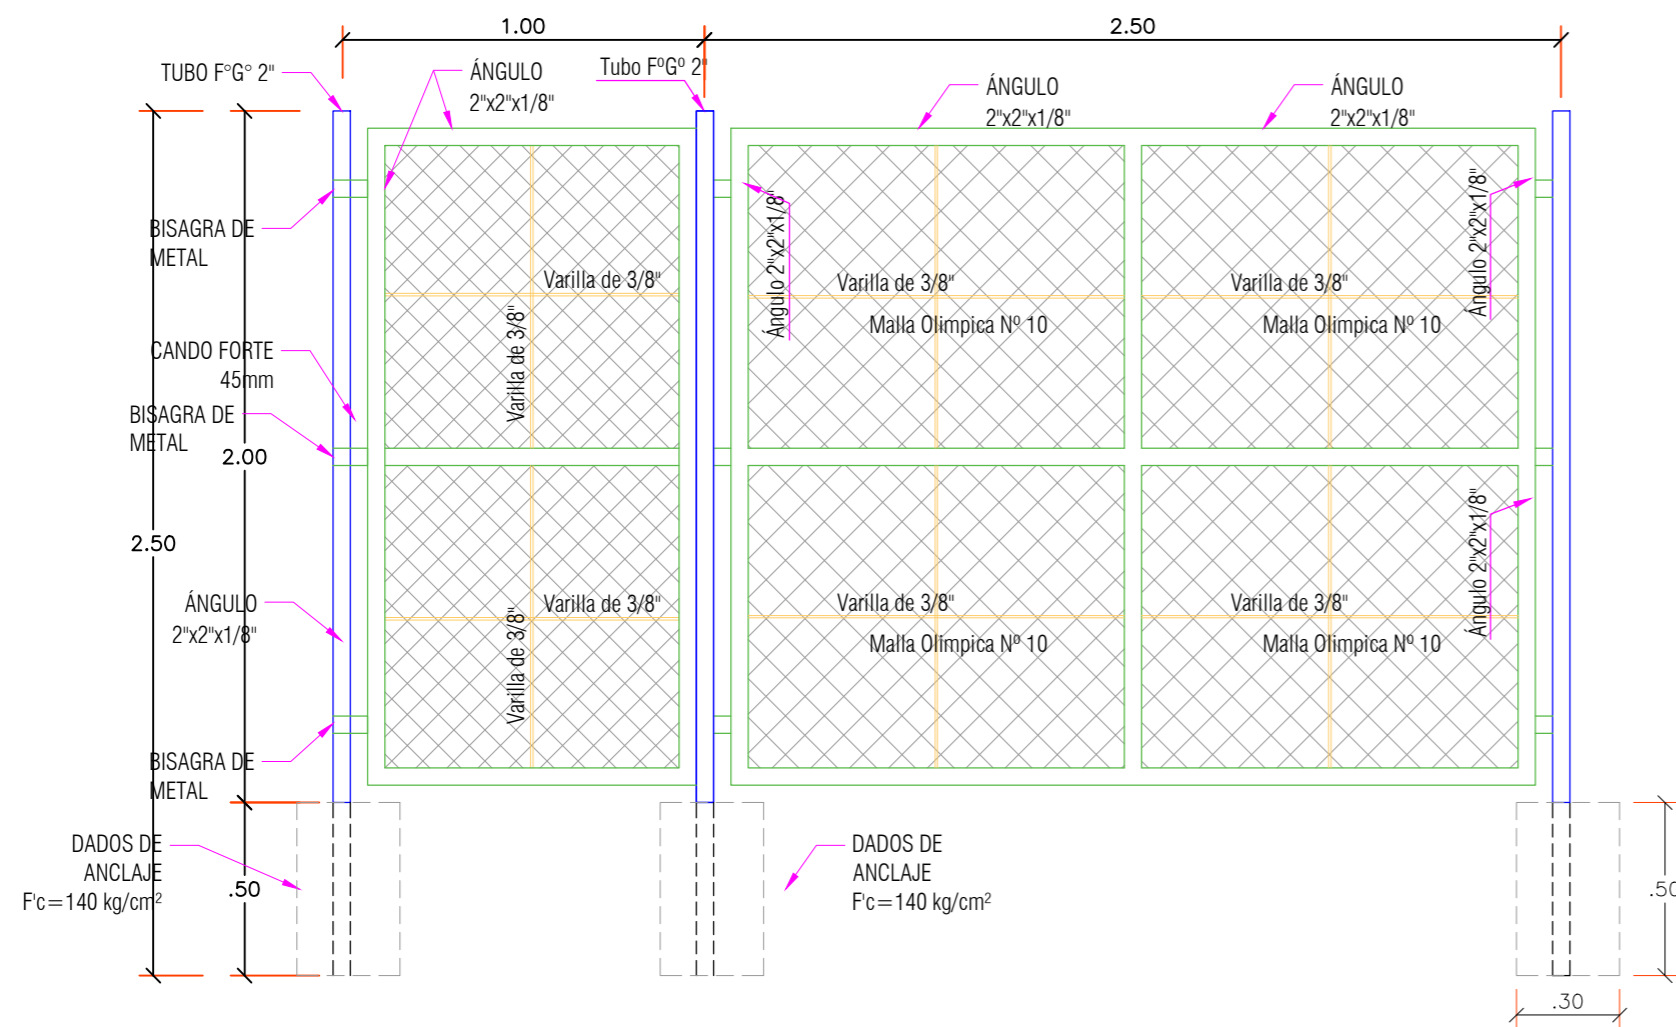 1.00
2.50
TUBO F°G° 2"
ÁNGULO
2"x2"x1/8"
Tubo FºGº 2"
ÁNGULO
2"x2"x1/8"
ÁNGULO
2"x2"x1/8"
BISAGRA DE
METAL
Ángulo 2"x2"x1/8"
Ángulo 2"x2"x1/8"
Varilla de 3/8"
Varilla de 3/8"
Varilla de 3/8"
Varilla de 3/8"
Malla Olimpica Nº 10
Malla Olimpica Nº 10
CANDO FORTE
45mm
BISAGRA DE
METAL
2.00
2.50
Ángulo 2"x2"x1/8"
ÁNGULO
2"x2"x1/8"
Varilla de 3/8"
Varilla de 3/8"
Varilla de 3/8"
Varilla de 3/8"
Malla Olimpica Nº 10
Malla Olimpica Nº 10
BISAGRA DE
METAL
DADOS DE
ANCLAJE
F'c=140 kg/cm²
.50
DADOS DE
ANCLAJE
F'c=140 kg/cm²
.50
.30